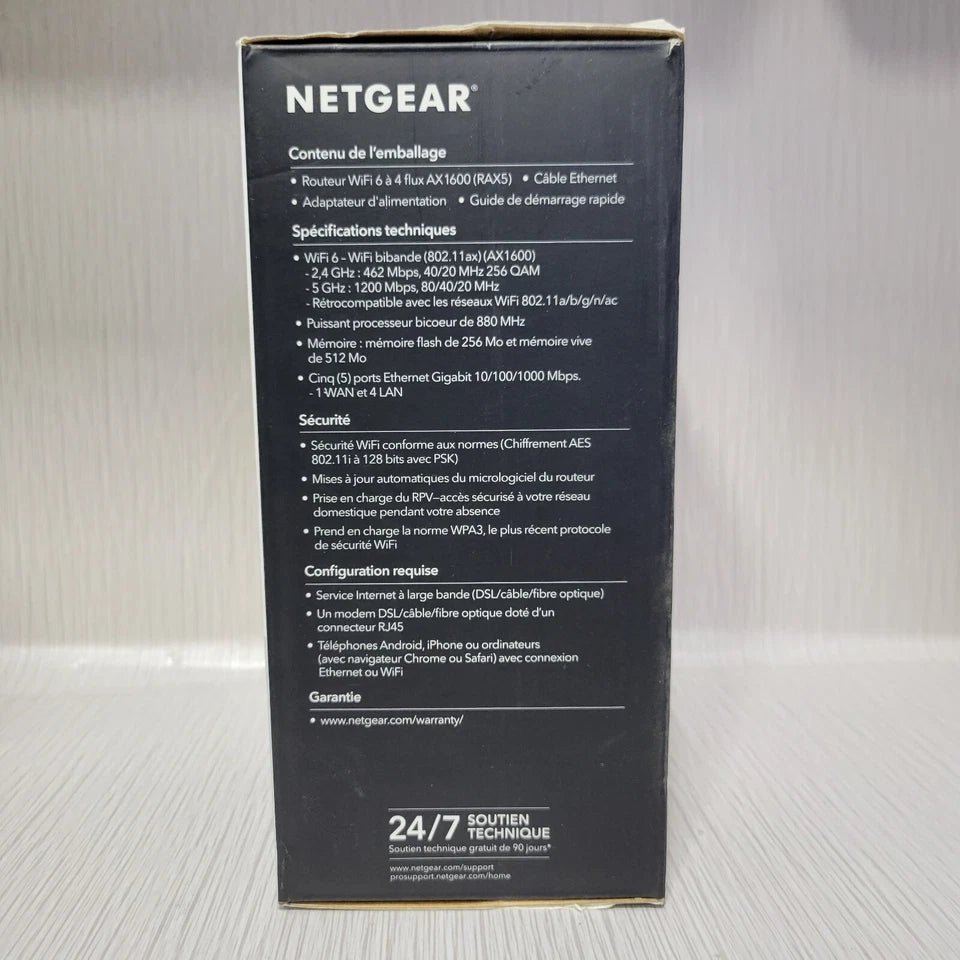 NETGEAR®
Contenu de l'emballage
• Routeur WiFi 6 à 4 flux AX1600 (RAX5) • Câble Ethernet
• Adaptateur d'alimentation • Guide de démarrage rapide
Spécifications techniques
• WiFi 6 – WiFi bibande (802.11ax) (AX1600)
- 2,4 GHz : 462 Mbps, 40/20 MHz 256 QAM
- 5 GHz : 1200 Mbps, 80/40/20 MHz
- Rétrocompatible avec les réseaux WiFi 802.11a/b/g/n/ac
• Puissant processeur bicoeur de 880 MHz
• Mémoire : mémoire flash de 256 Mo et mémoire vive
de 512 Mo
• Cinq (5) ports Ethernet Gigabit 10/100/1000 Mbps.
- 1 WAN et 4 LAN
Sécurité
• Sécurité WiFi conforme aux normes (Chiffrement AES
802.11i à 128 bits avec PSK)
• Mises à jour automatiques du micrologiciel du routeur
• Prise en charge du RPV—accès sécurisé à votre réseau
domestique pendant votre absence
• Prend en charge la norme WPA3, le plus récent protocole
de sécurité WiFi
Configuration requise
• Service Internet à large bande (DSL/câble/fibre optique)
• Un modem DSL/câble/fibre optique doté d'un
connecteur RJ45
• Téléphones Android, iPhone ou ordinateurs
(avec navigateur Chrome ou Safari) avec connexion
Ethernet ou WiFi
Garantie
• www.netgear.com/warranty/
24/7 SOUTIEN
TECHNIQUE
Soutien technique gratuit de 90 jours*
www.netgear.com/support
prosupport.netgear.com/home